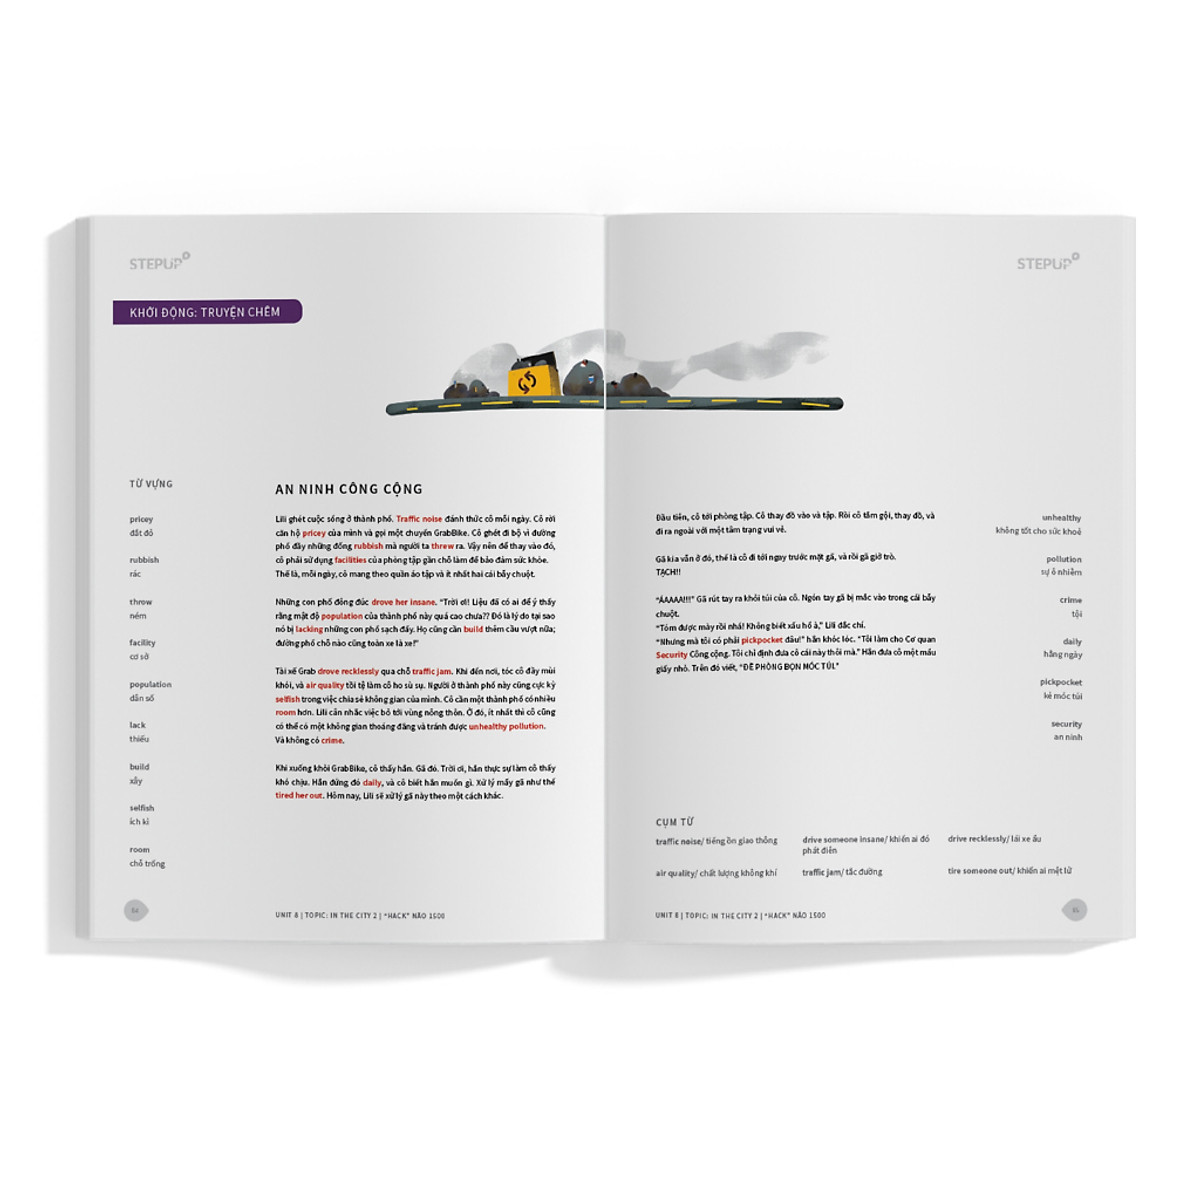 STEPUP
KHỞI ĐỘNG: TRUYỆN CHÊM
TỪ VỰNG
pricey
đắt đỏ
rubbish
rác
throw
ném
facility
cơ sở
population
dân số
lack
thiếu
build
xây
selfish
ích kỉ
room
chỗ trống
AN NINH CÔNG CỘNG
Lili ghét cuộc sống ở thành phố. Traffic noise đánh thức cô mỗi ngày. Cô rời
căn hộ pricey của mình và gọi một chuyến GrabBike. Cô ghét đi bộ vì đường
phố đầy những đống rubbish mà người ta threw ra. Vậy nên để thay vào đó,
cô phải sử dụng facilities của phòng tập gần chỗ làm để bảo đảm sức khỏe.
Thế là, mỗi ngày, cô mang theo quần áo tập và ít nhất hai cái bẫy chuột.
Những con phố đông đúc drove her insane. "Trời ơi! Liệu đã có ai để ý thấy
rằng mật độ population của thành phố này quá cao chưa?? Đó là lý do tại sao
nó bị lacking những con phố sạch đấy. Họ cũng cần build thêm cầu vượt nữa;
đường phố chỗ nào cũng toàn xe là xe!"
Tài xế Grab drove recklessly qua chỗ traffic jam. Khi đến nơi, tóc cô đầy mùi
khói, và air quality tồi tệ làm cô ho sù sụ. Người ở thành phố này cũng cực kỳ
selfish trong việc chia sẻ không gian của mình. Cô cần một thành phố có nhiều
room hơn. Lili cân nhắc việc bỏ tới vùng nông thôn. Ở đó, ít nhất thì cô cũng
có thể có một không gian thoáng đãng và tránh được unhealthy pollution.
Và không có crime.
Khi xuống khỏi GrabBike, cô thấy hắn. Gã đó. Trời ơi, hắn thực sự làm cô thấy
khó chịu. Hắn đứng đó daily, và cô biết hắn muốn gì. Xử lý mấy gã như thế
tired her out. Hôm nay, Lili sẽ xử lý gã này theo một cách khác.
UNIT 8 | TOPIC: IN THE CITY 2 | "HACK" NÃO 1500
STEPUP
Đầu tiên, cô tới phòng tập. Cô thay đồ vào và tập. Rồi cô tắm gội, thay đồ, và
đi ra ngoài với một tâm trạng vui vẻ.
Gã kia vẫn ở đó, thế là cô đi tới ngay trước mặt gã, và rồi gã giở trò.
TẠCH!!
"ÁAAAA!!!" Gã rút tay ra khỏi túi của cô. Ngón tay gã bị mắc vào trong cái bẫy
chuột.
"Tóm được mày rồi nhá! Không biết xấu hổ à," Lili đắc chí.
"Nhưng mà tôi có phải pickpocket đâu!" hắn khóc lóc. "Tôi làm cho Cơ quan
Security Công cộng. Tôi chỉ định đưa cô cái này thôi mà." Hắn đưa cô một mẩu
giấy nhỏ. Trên đó viết, "ĐỀ PHÒNG BỌN MÓC TÚI."
unhealthy
không tốt cho sức khoẻ
pollution
sự ô nhiễm
crime
tội
daily
hằng ngày
pickpocket
kẻ móc túi
security
an ninh
CỤM TỪ
traffic noise/ tiếng ồn giao thông
drive someone insane/ khiến ai đó
phát điên
drive recklessly/ lái xe ẩu
air quality/ chất lượng không khí
traffic jam/ tắc đường
tire someone out/ khiến ai mệt lử
UNIT 8 | TOPIC: IN THE CITY 2 | "HACK" NÃO 1500